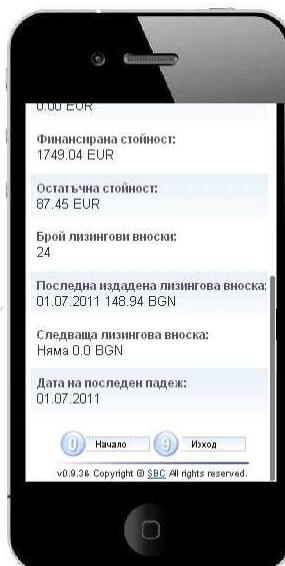 0.00 EUR
Финансирана стойност:
1749.04 EUR
Остатъчна стойност:
87.45 EUR
Брой лизингови вноски:
24
Последна издадена лизингова вноска:
01.07.2011 148.94 BGN
Следваща лизингова вноска:
Няма 0.0 BGN
Дата на последен падеж:
01.07.2011
0 Начало 9 Изход
v0.9.3ß Copyright © SBC All rights reserved.